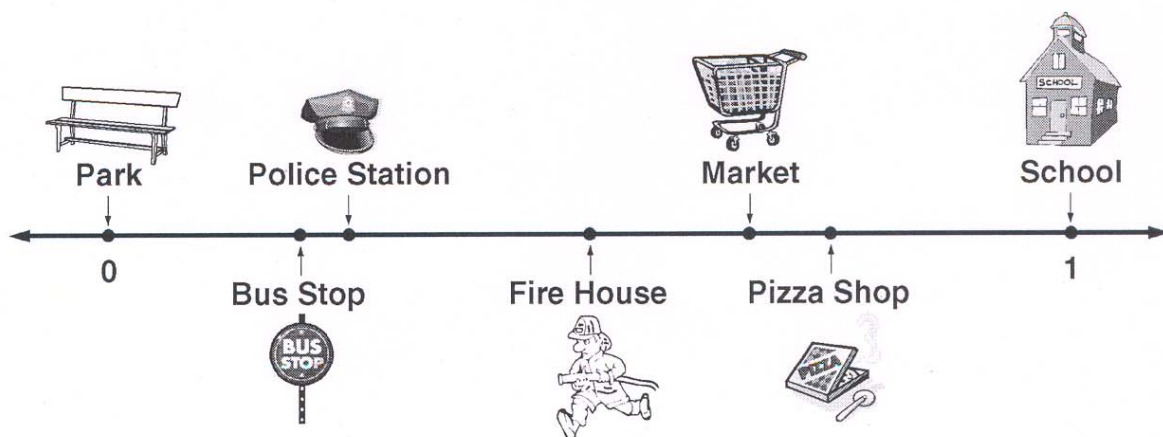 SCHOOL
Park
Police Station
Market
School
0
1
Bus Stop
Fire House
Pizza Shop
BUS
STOP
PIZZA